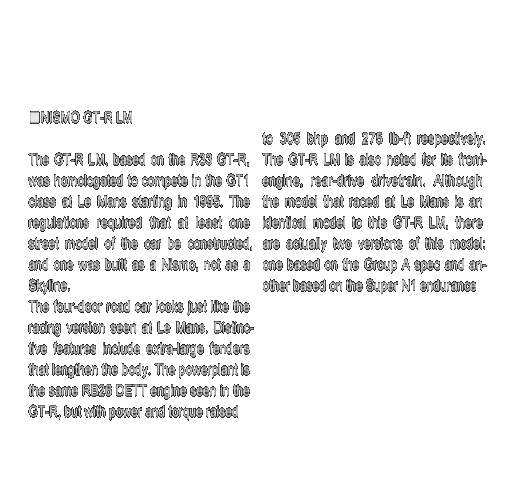 ■NISMO GT-R LM
The GT-R LM, based on the R33 GT-R,
was homologated to compete in the GT1
class at Le Mans starting in 1995. The
regulations required that at least one
street model of the car be constructed,
and one was built as a Nismo, not as a
Skyline.
The four-door road car looks just like the
racing version seen at Le Mans. Distinc-
tive features include extra-large fenders
that lengthen the body. The powerplant is
the same RB26 DETT engine seen in the
GT-R, but with power and torque raised
to 305 bhp and 275 lb-ft respectively.
The GT-R LM is also noted for its front-
engine, rear-drive drivetrain. Although
the model that raced at Le Mans is an
identical model to this GT-R LM, there
are actually two versions of this model:
one based on the Group A spec and an-
other based on the Super N1 endurance